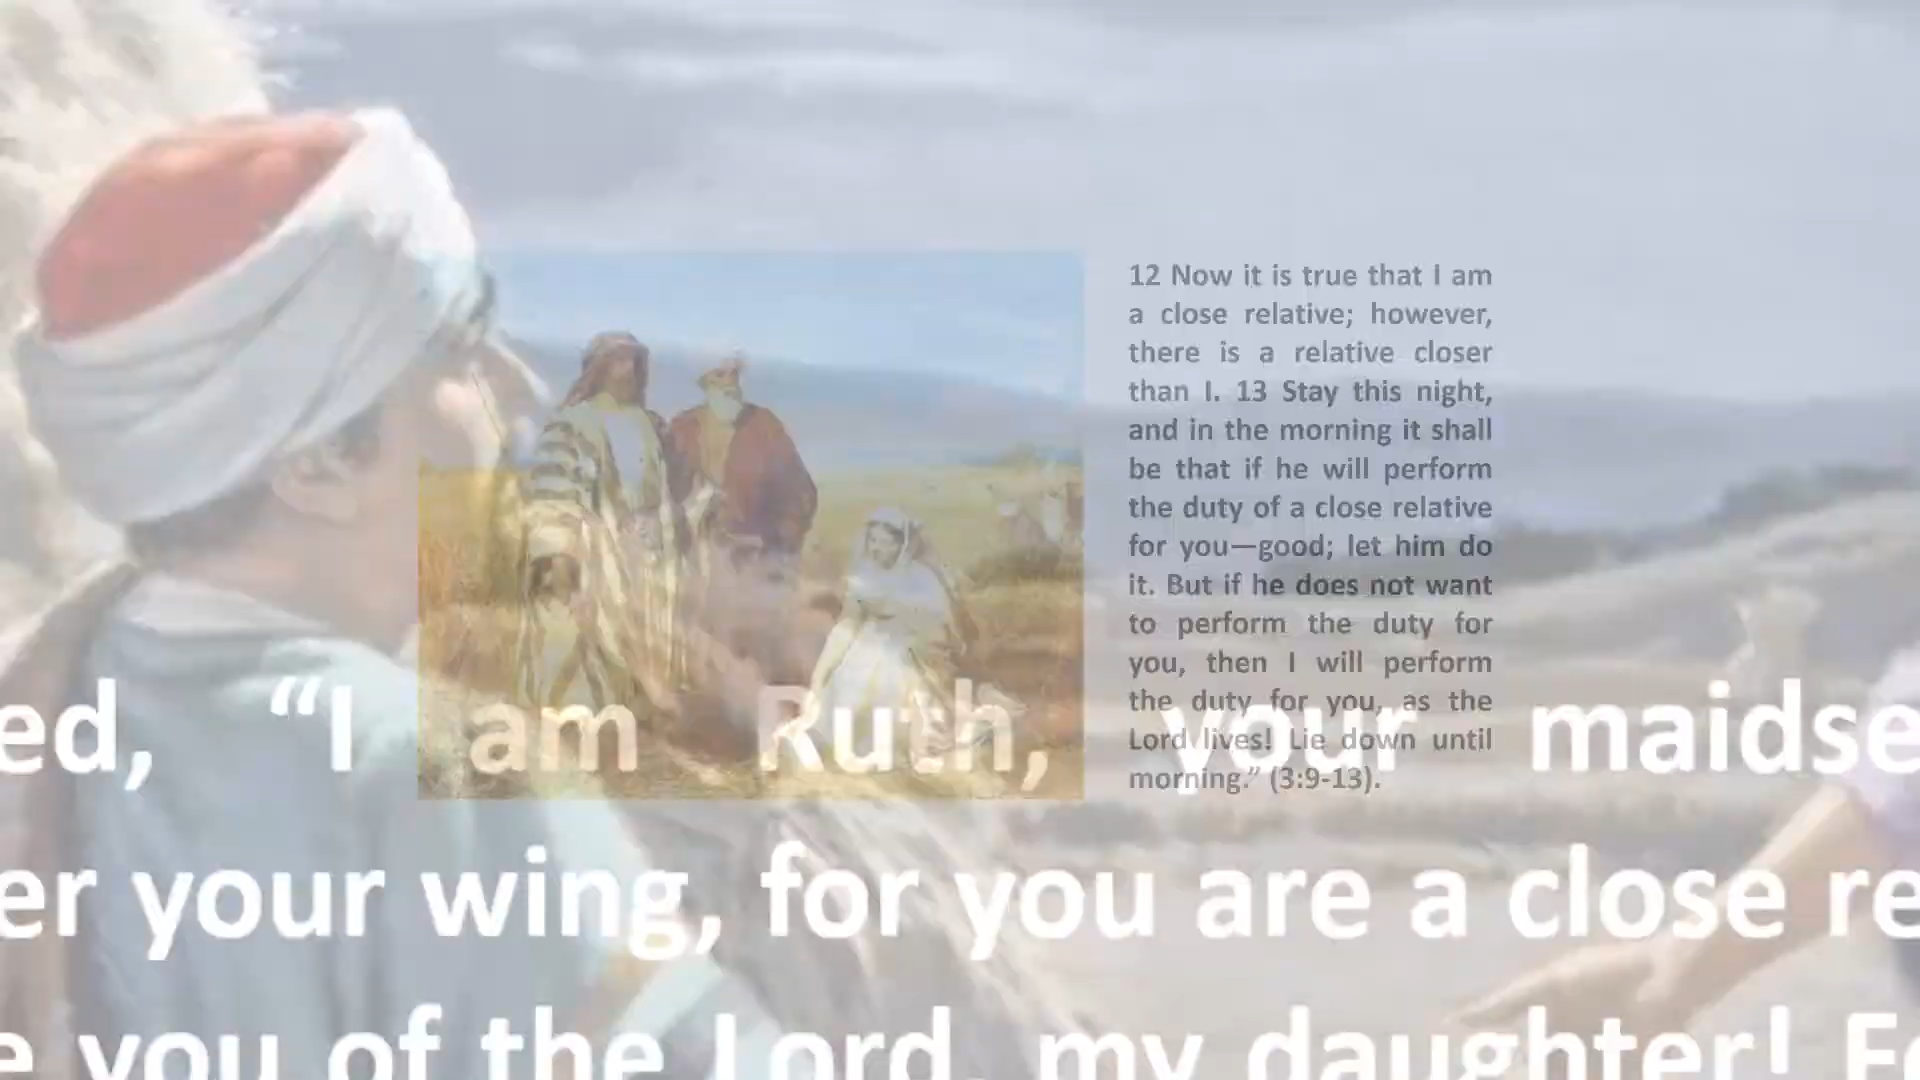 12 Now it is true that I am
a close relative; however,
there is a relative closer
than I. 13 Stay this night,
and in the morning it shall
be that if he will perform
the duty of a close relative
for you—good; let him do
it. But if he does not want
to perform the duty for
you, then I will perform
the duty for you, as the
Lord lives! Lie down until
morning.” (3:9-13).
ed, “I am Ruth, your maidse
er your wing, for you are a close re
e you of the Lord, my daughter! Fo